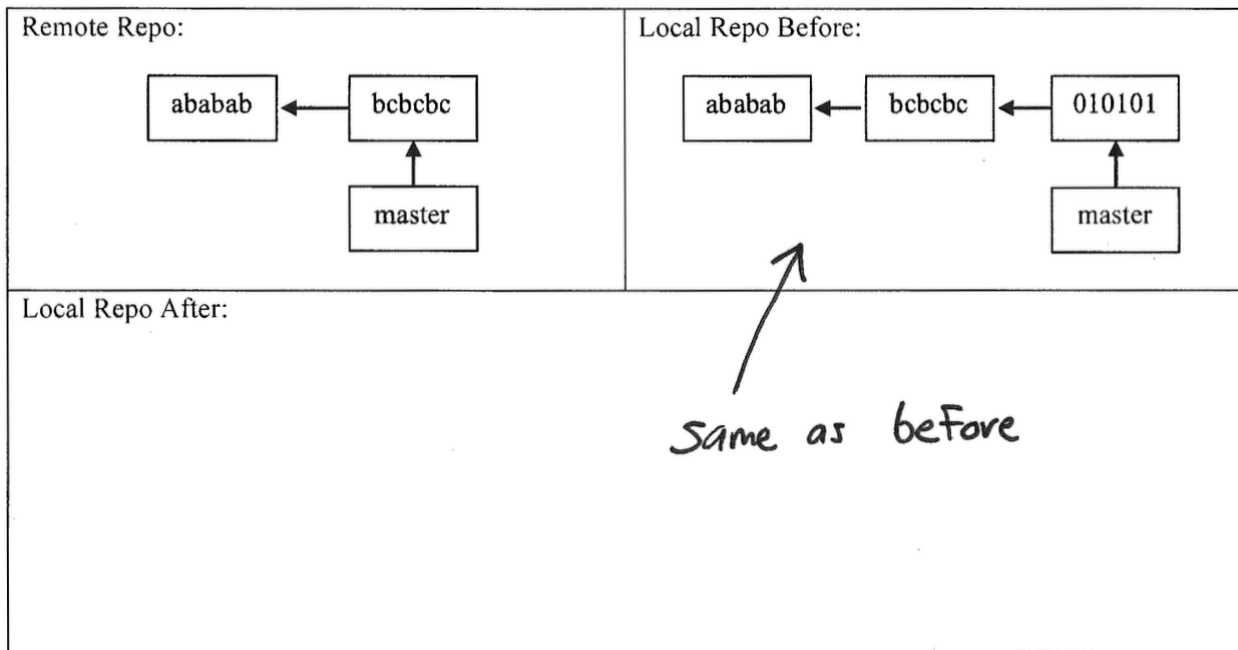 Remote Repo:
ababab
bcbcbc
master
Local Repo Before:
ababab
bcbcbc
010101
master
Local Repo After:
same as before